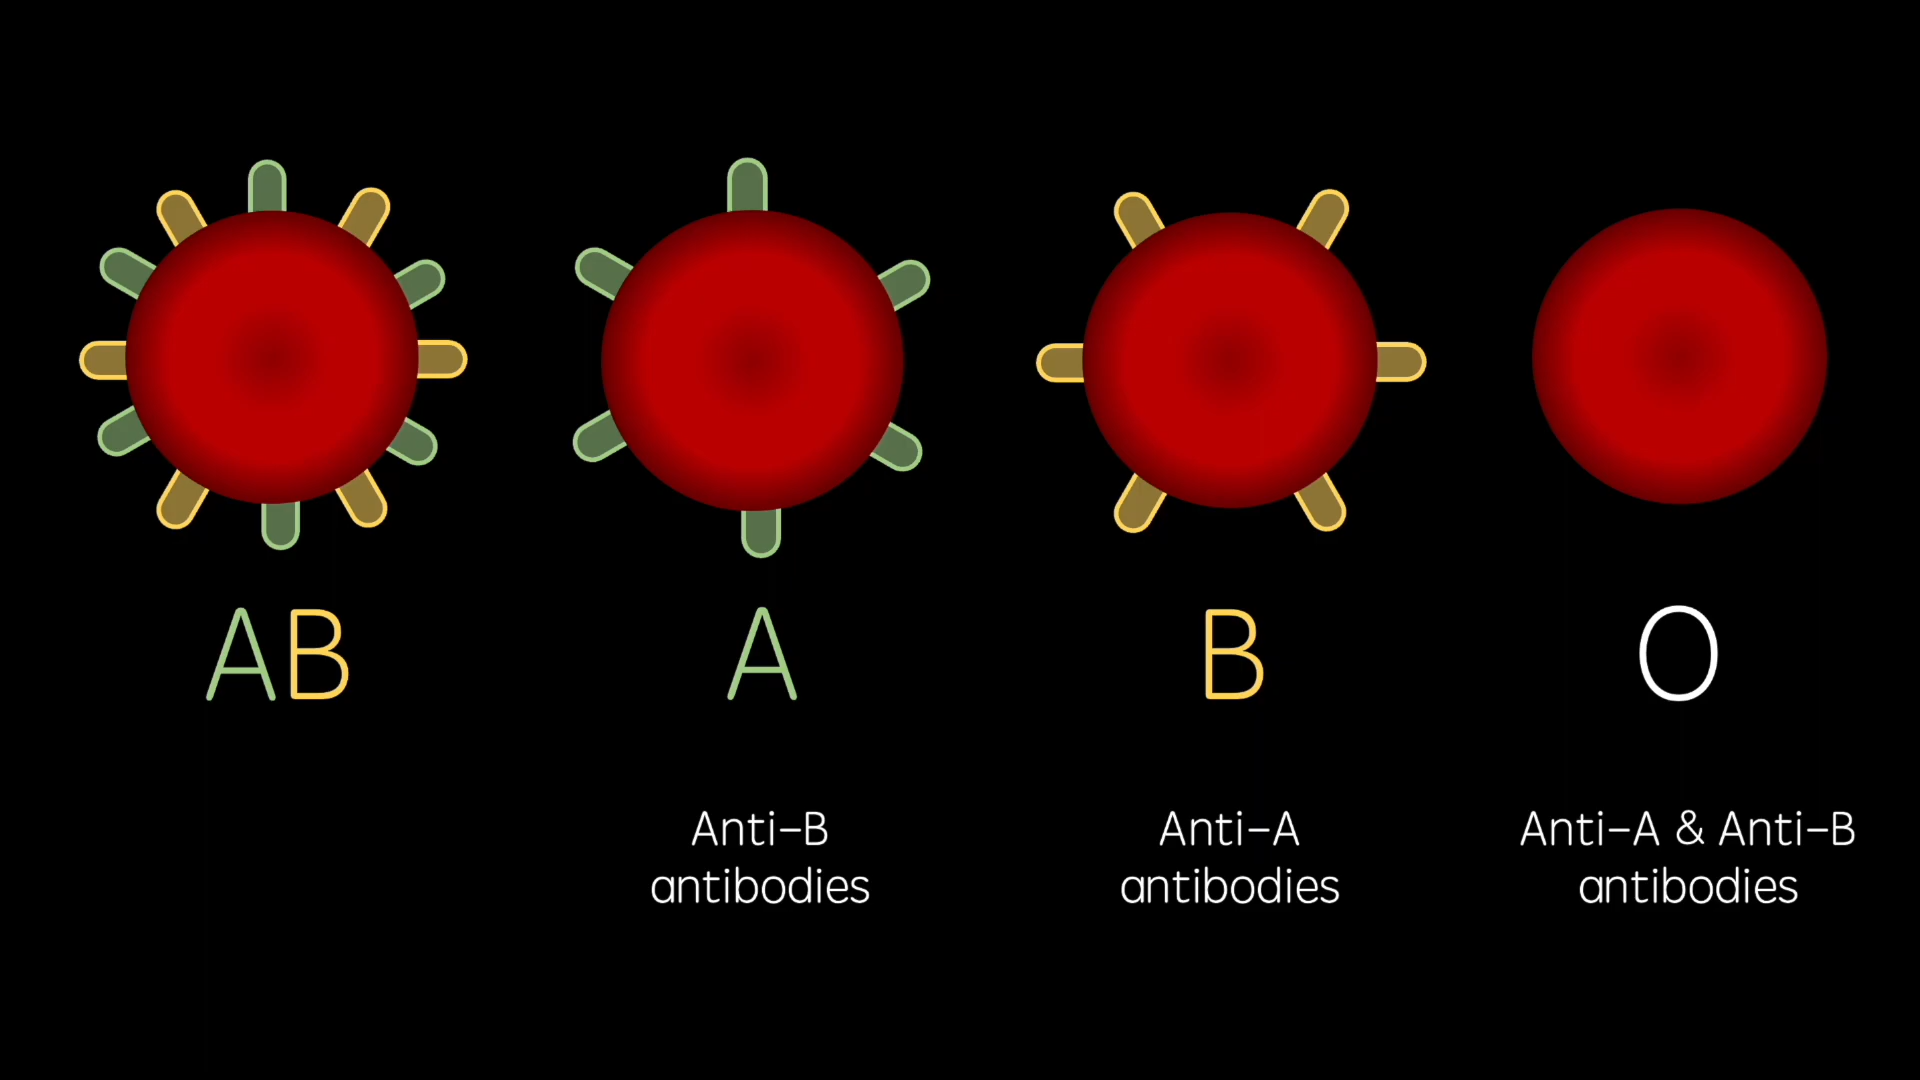 AB
A
B
O
Anti-B
antibodies
Anti-A
antibodies
Anti-A & Anti-B
antibodies